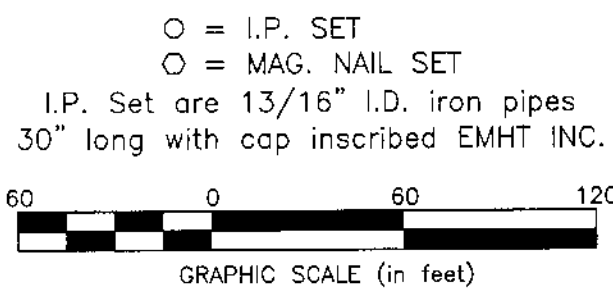 ○ = I.P. SET
⬡ = MAG. NAIL SET
I.P. Set are 13/16" I.D. iron pipes
30" long with cap inscribed EMHT INC.
60 0 60 120
GRAPHIC SCALE (in feet)